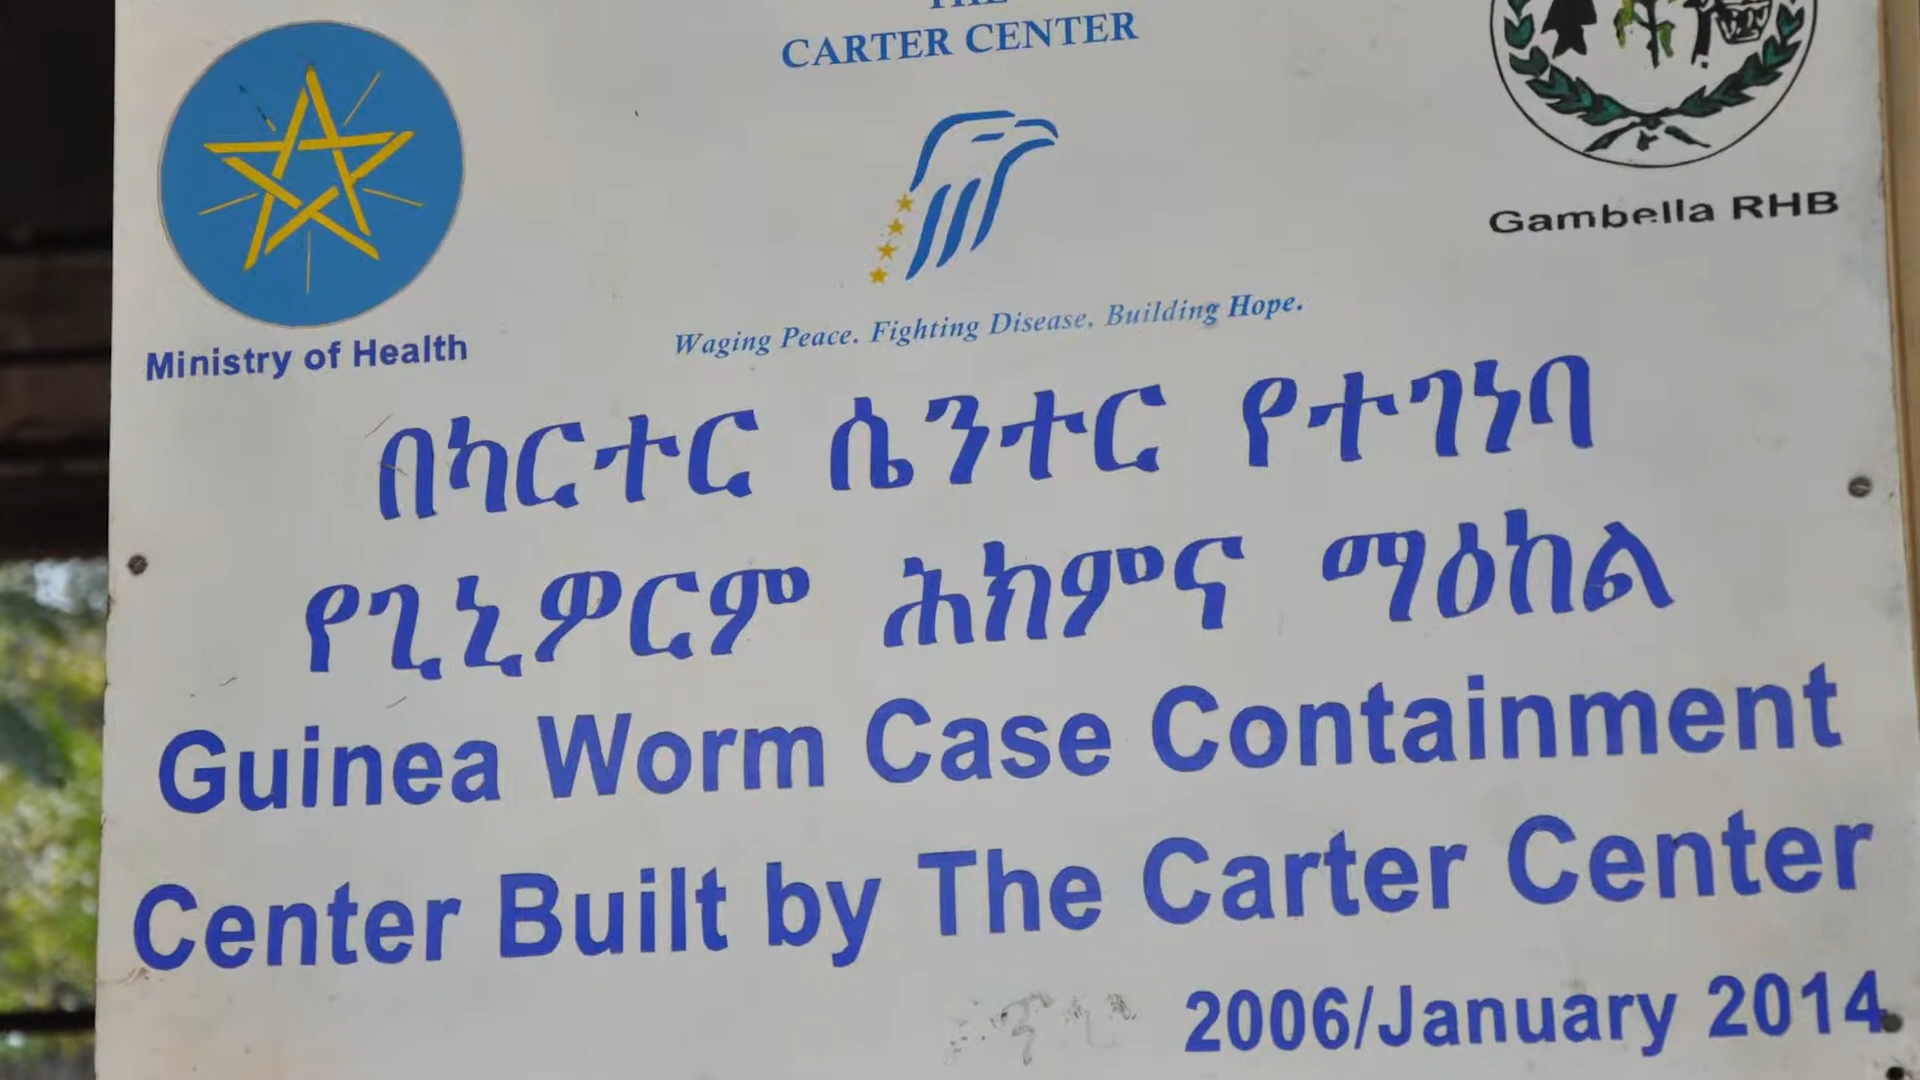 CARTER CENTER
Gambella RHB
Waging Peace. Fighting Disease. Building Hope.
Ministry of Health
በካርተር ሴንተር የተገነባ
የጊኒዎርም ሕክምና ማዕከል
Guinea Worm Case Containment
Center Built by The Carter Center
2006/January 2014